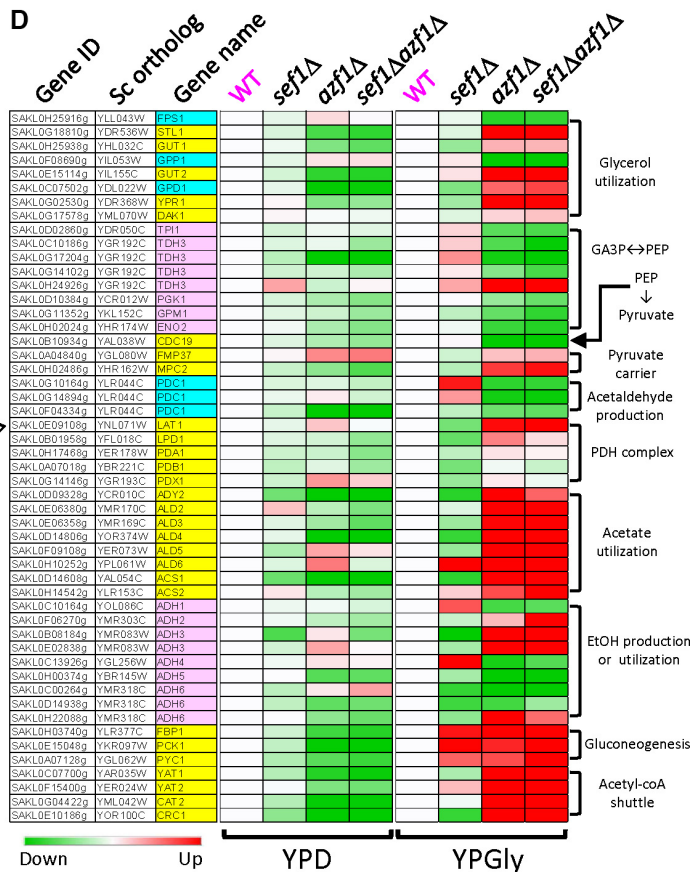 D
Gene ID Sc ortholog Gene name WT sef1Δ azf1Δ sef1Δazf1Δ WT sef1Δ azf1Δ sef1Δazf1Δ
SAKL0H25916g YLL043W FPS1
SAKL0G18810g YDR536W STL1
SAKL0H25938g YHL032C GUT1
SAKL0F08690g YIL053W GPP1
SAKL0E15114g YIL155C GUT2
SAKL0C07502g YDL022W GPD1
SAKL0G02530g YDR368W YPR1
SAKL0G17578g YML070W DAK1
Glycerol
utilization
SAKL0D02860g YDR050C TPI1
SAKL0C10186g YGR192C TDH3
SAKL0G17204g YGR192C TDH3
SAKL0G14102g YGR192C TDH3
SAKL0H24926g YGR192C TDH3
SAKL0D10384g YCR012W PGK1
SAKL0G11352g YKL152C GPM1
SAKL0H02024g YHR174W ENO2
GA3P↔PEP
SAKL0B10934g YAL038W CDC19
PEP
↓
Pyruvate
SAKL0A04840g YGL080W FMP37
SAKL0H02486g YHR162W MPC2
Pyruvate
carrier
SAKL0G10164g YLR044C PDC1
SAKL0G14894g YLR044C PDC1
SAKL0F04334g YLR044C PDC1
Acetaldehyde
production
SAKL0E09108g YNL071W LAT1
SAKL0B01958g YFL018C LPD1
SAKL0H17468g YER178W PDA1
SAKL0A07018g YBR221C PDB1
SAKL0G14146g YGR193C PDX1
PDH complex
SAKL0D09328g YCR010C ADY2
SAKL0E06380g YMR170C ALD2
SAKL0E06358g YMR169C ALD3
SAKL0D14806g YOR374W ALD4
SAKL0F09108g YER073W ALD5
SAKL0H10252g YPL061W ALD6
SAKL0D14608g YAL054C ACS1
SAKL0H14542g YLR153C ACS2
Acetate
utilization
SAKL0C10164g YOL086C ADH1
SAKL0F06270g YMR303C ADH2
SAKL0B08184g YMR083W ADH3
SAKL0E02838g YMR083W ADH3
SAKL0C13926g YGL256W ADH4
SAKL0H00374g YBR145W ADH5
SAKL0C00264g YMR318C ADH6
SAKL0D14938g YMR318C ADH6
SAKL0H22088g YMR318C ADH6
EtOH production
or utilization
SAKL0H03740g YLR377C FBP1
SAKL0E15048g YKR097W PCK1
SAKL0A07128g YGL062W PYC1
Gluconeogenesis
SAKL0C07700g YAR035W YAT1
SAKL0F15400g YER024W YAT2
SAKL0G04422g YML042W CAT2
SAKL0E10186g YOR100C CRC1
Acetyl-coA
shuttle
Down Up
YPD YPGly